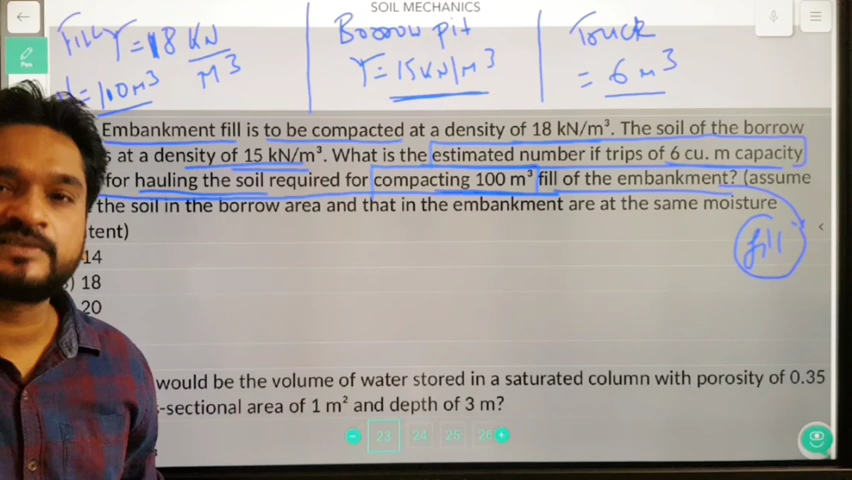 SOIL MECHANICS
Pen
FILL γ = 18 KN/M³
= 100 m³
Borrow pit
γ = 15 KN/m³
Truck
= 6 m³
Embankment fill is to be compacted at a density of 18 kN/m³. The soil of the borrow
s at a density of 15 kN/m³. What is the estimated number if trips of 6 cu. m capacity
for hauling the soil required for compacting 100 m³ fill of the embankment? (assume
the soil in the borrow area and that in the embankment are at the same moisture
tent)
fill
14
) 18
20
would be the volume of water stored in a saturated column with porosity of 0.35
s-sectional area of 1 m² and depth of 3 m?
23 24 25 26